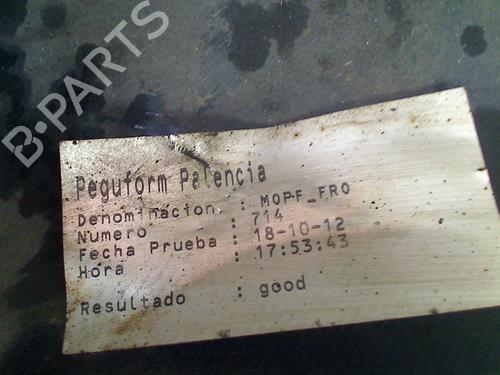 B-PARTS
Peguform Palencia
Denominacion : MOPF_FRO
Numero : 714
Fecha Prueba : 18-10-12
Hora : 17:53:43
Resultado : good